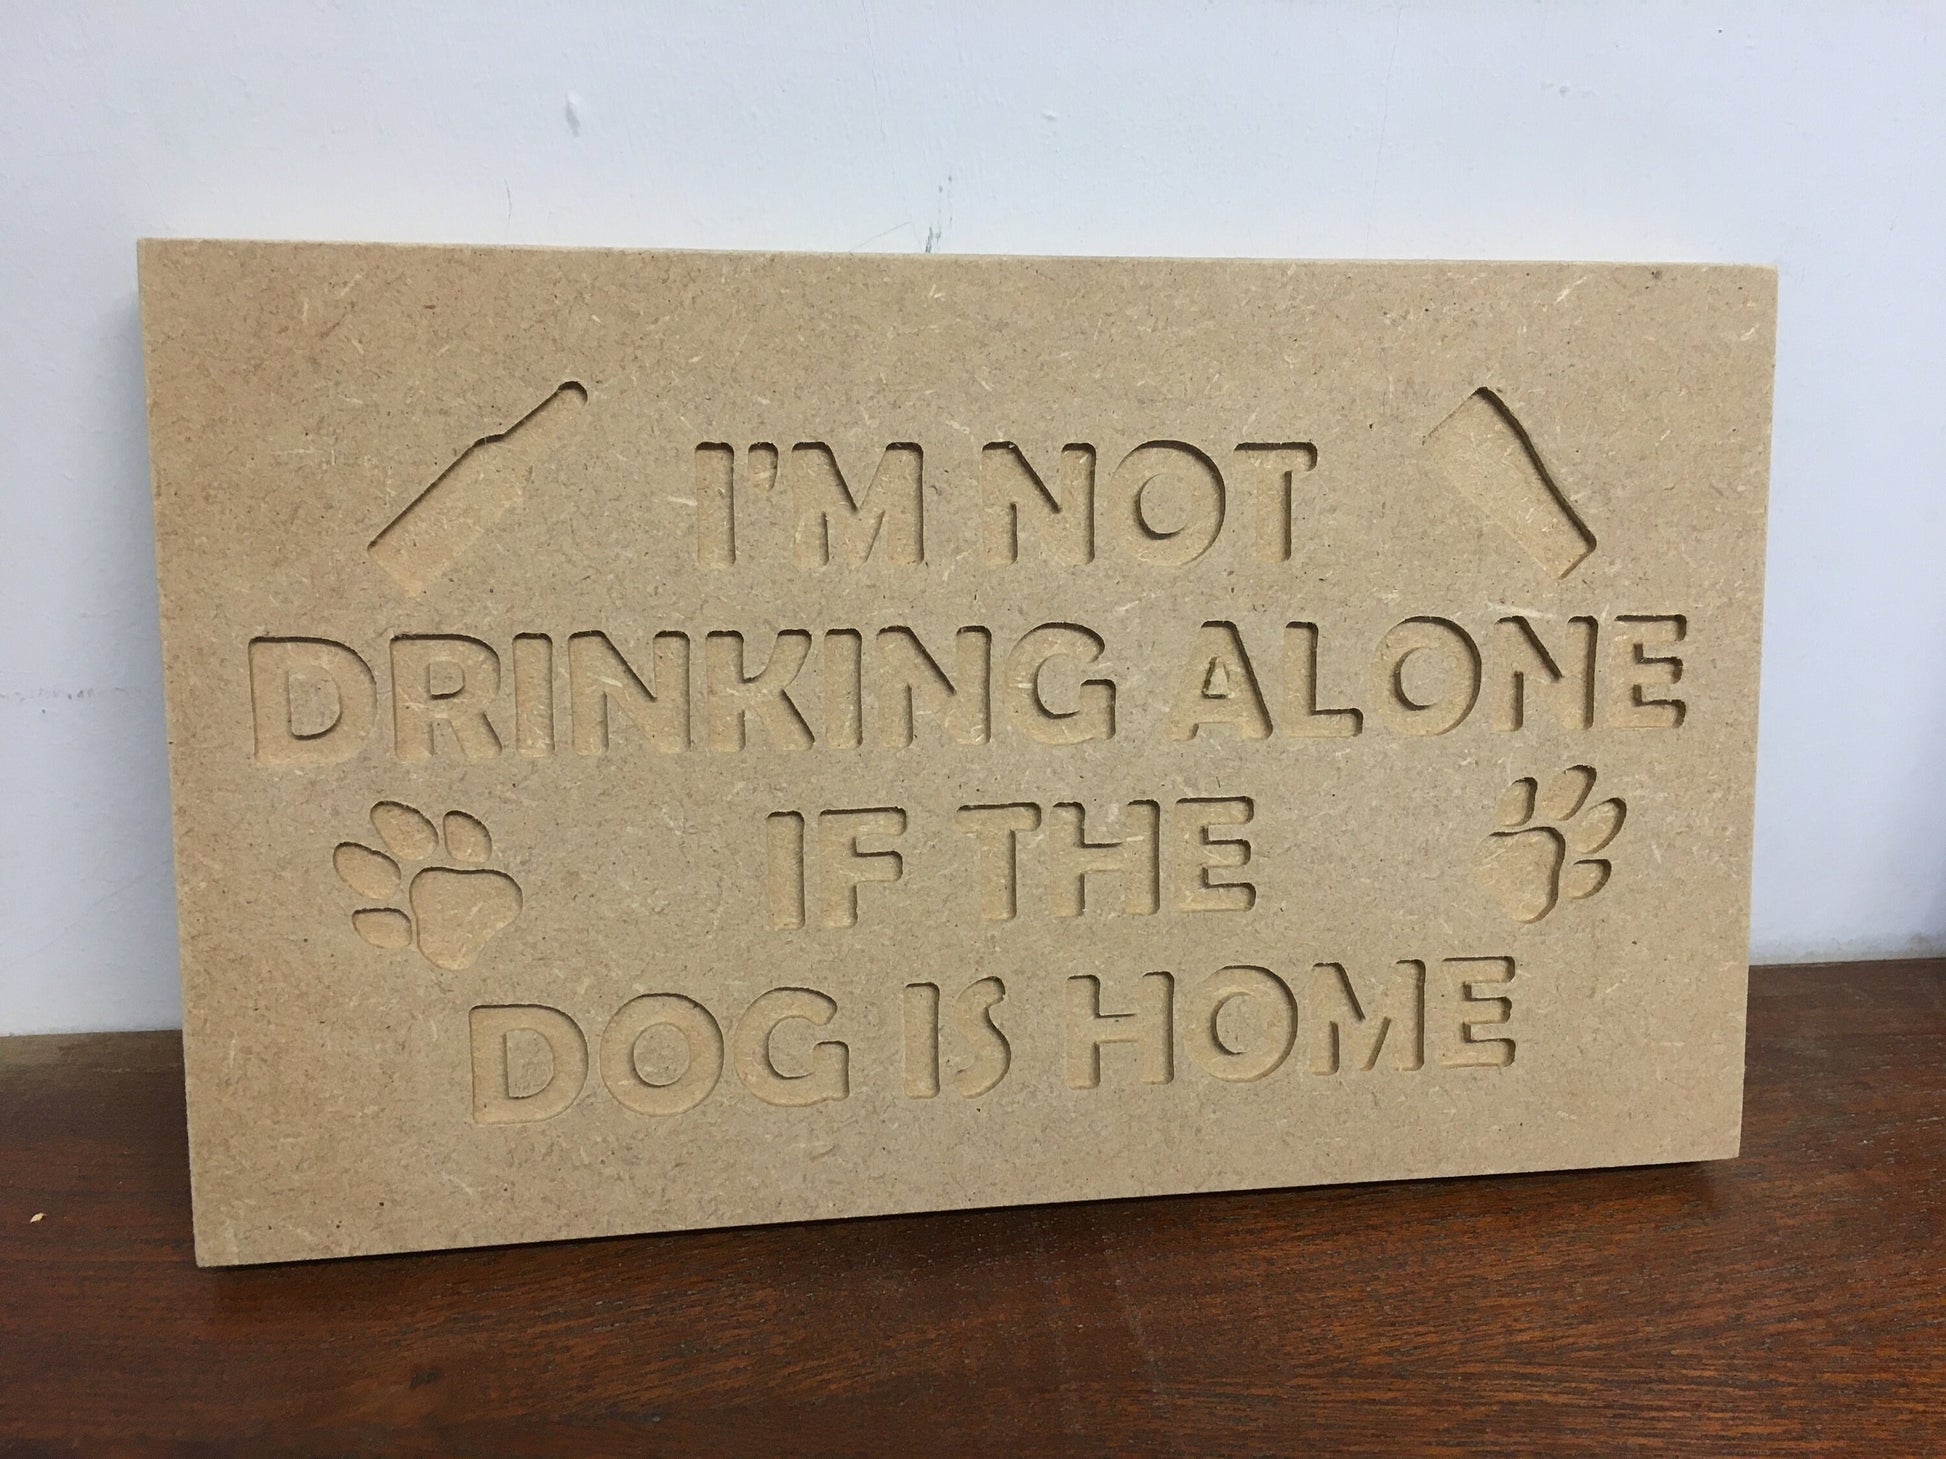 I'M NOT
DRINKING ALONE
IF THE
DOG IS HOME